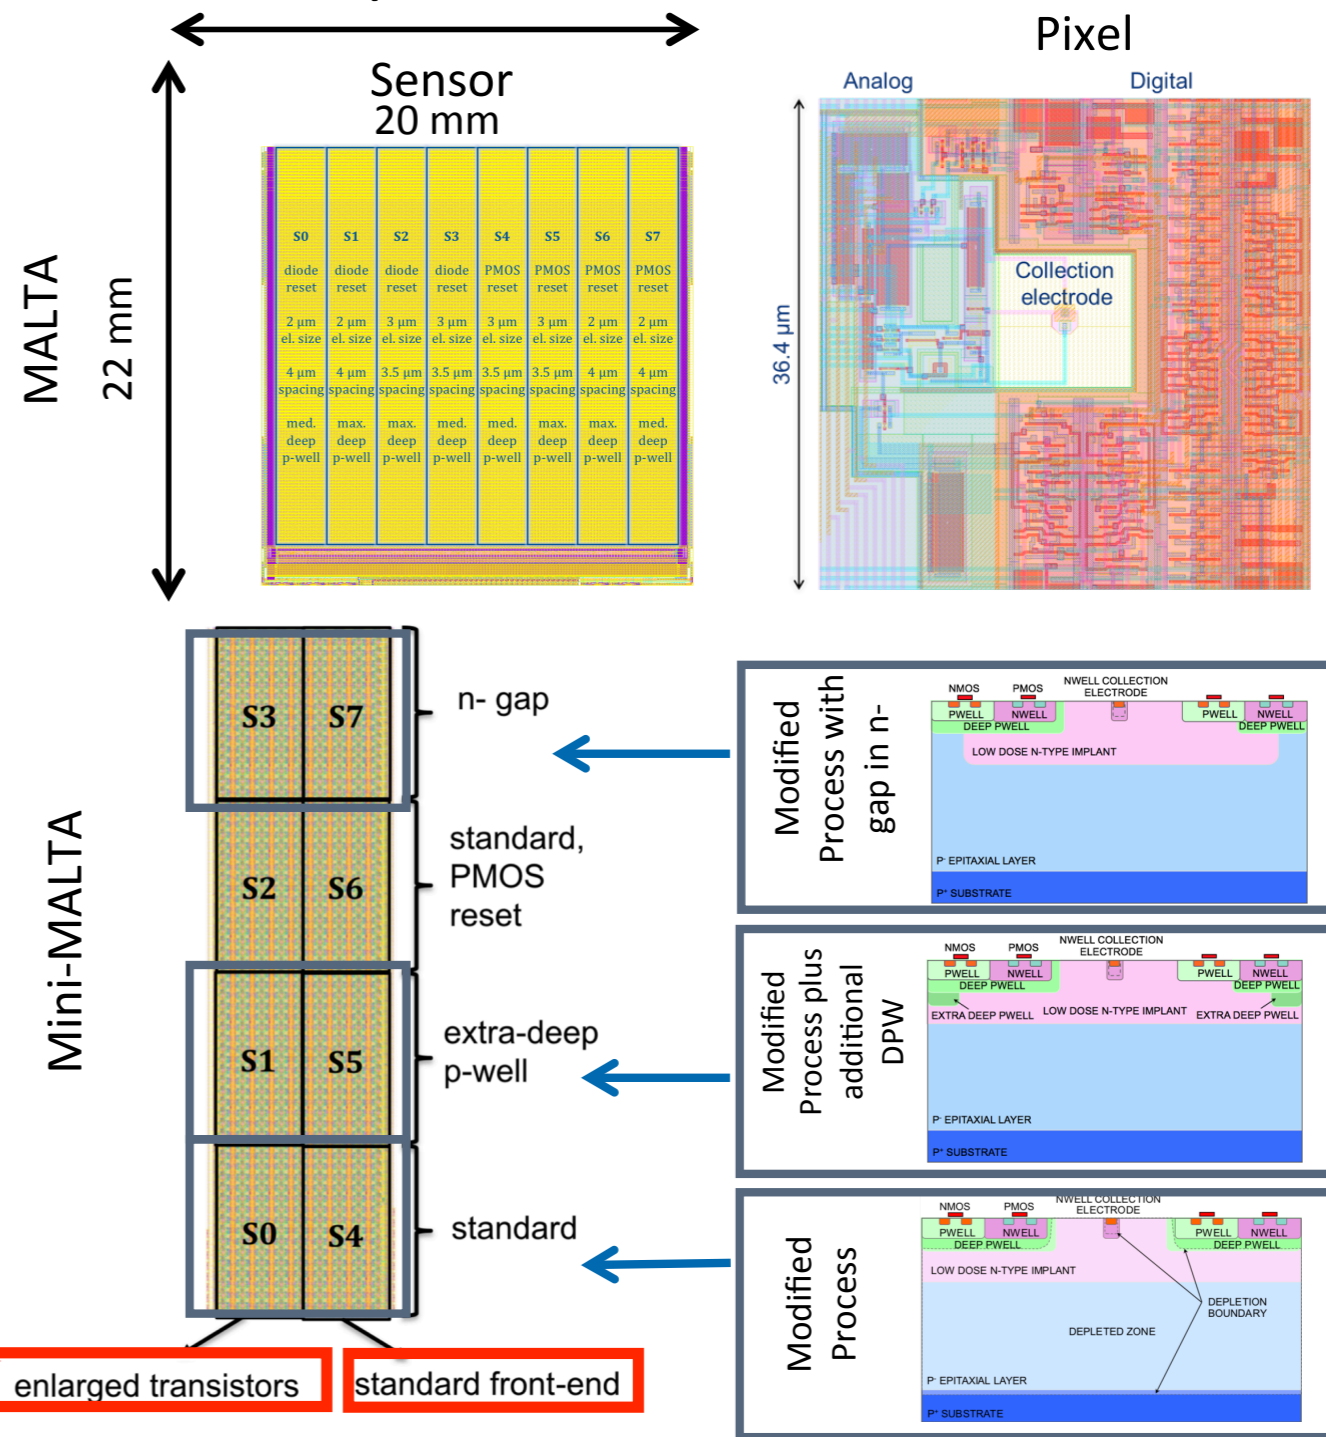 Sensor
20 mm
MALTA
22 mm
S0 S1 S2 S3 S4 S5 S6 S7
diode diode diode diode PMOS PMOS PMOS PMOS
reset reset reset reset reset reset reset reset
2 µm 2 µm 3 µm 3 µm 3 µm 3 µm 2 µm 2 µm
el. size el. size el. size el. size el. size el. size el. size el. size
4 µm 4 µm 3.5 µm 3.5 µm 3.5 µm 3.5 µm 4 µm 4 µm
spacing spacing spacing spacing spacing spacing spacing spacing
med. max. max. med. med. max. max. med.
deep deep deep deep deep deep deep deep
p-well p-well p-well p-well p-well p-well p-well p-well
Pixel
Analog Digital
36.4 µm
Collection
electrode
Mini-MALTA
S3 S7
n- gap
S2 S6
standard,
PMOS
reset
S1 S5
extra-deep
p-well
S0 S4
standard
enlarged transistors
standard front-end
Modified
Process with
gap in n-
NWELL COLLECTION
ELECTRODE
NMOS PMOS
PWELL NWELL PWELL NWELL
DEEP PWELL DEEP PWELL
LOW DOSE N-TYPE IMPLANT
P- EPITAXIAL LAYER
P+ SUBSTRATE
Modified
Process plus
additional
DPW
NWELL COLLECTION
ELECTRODE
NMOS PMOS
PWELL NWELL PWELL NWELL
DEEP PWELL DEEP PWELL
EXTRA DEEP PWELL LOW DOSE N-TYPE IMPLANT EXTRA DEEP PWELL
P- EPITAXIAL LAYER
P+ SUBSTRATE
Modified
Process
NWELL COLLECTION
ELECTRODE
NMOS PMOS
PWELL NWELL PWELL NWELL
DEEP PWELL DEEP PWELL
LOW DOSE N-TYPE IMPLANT
DEPLETION
BOUNDARY
DEPLETED ZONE
P- EPITAXIAL LAYER
P+ SUBSTRATE